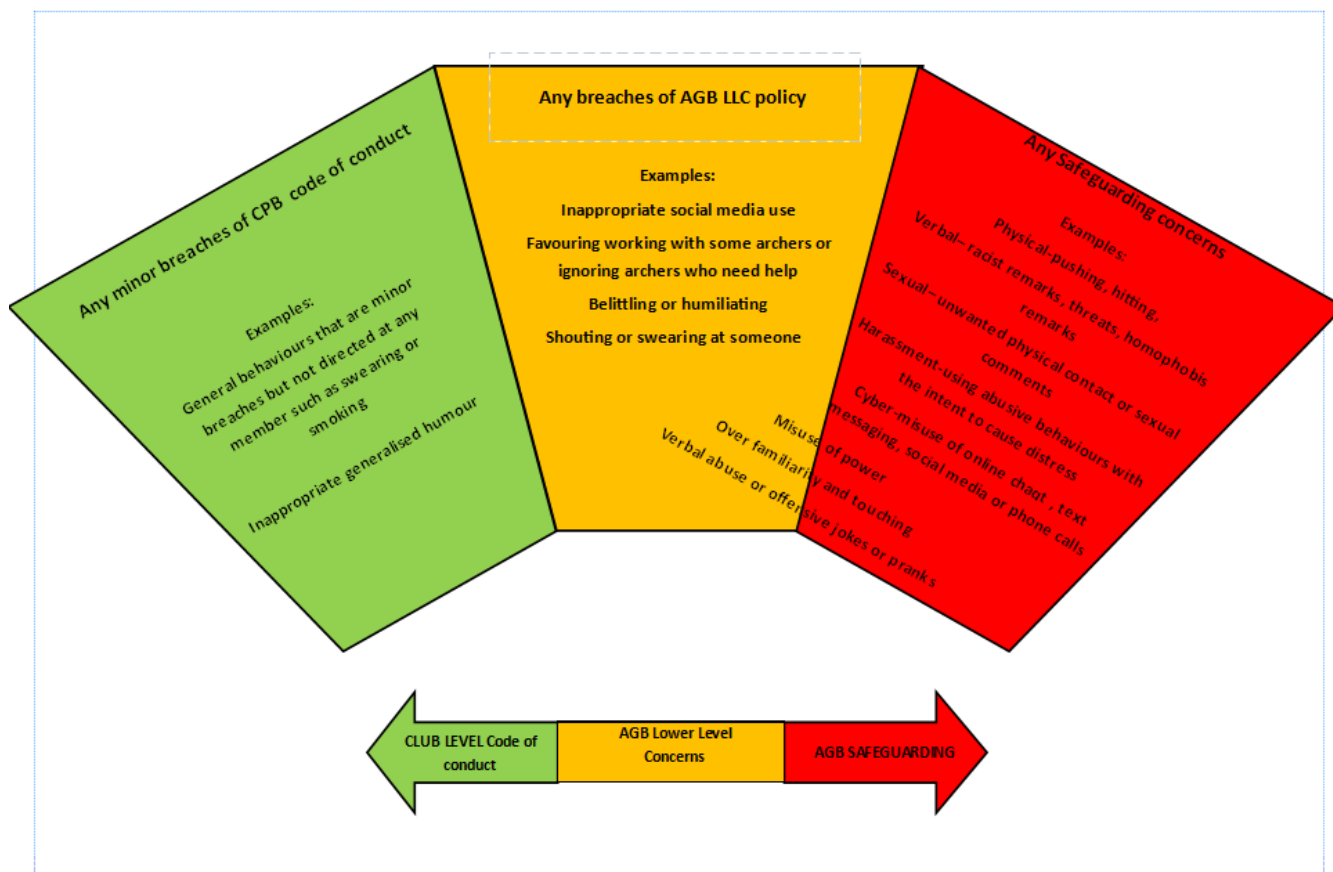 Any minor breaches of CPB code of conduct
Examples:
General behaviours that are minor
breaches but not directed at any
member such as swearing or
smoking
Inappropriate generalised humour
Any breaches of AGB LLC policy
Examples:
Inappropriate social media use
Favouring working with some archers or
ignoring archers who need help
Belittling or humiliating
Shouting or swearing at someone
Misuse of power
Over familiarity and touching
Verbal abuse or offensive jokes or pranks
Any Safeguarding concerns
Examples:
Physical-pushing, hitting,
Verbal–racist remarks, threats, homophobis
remarks
Sexual–unwanted physical contact or sexual
comments
Harassment-using abusive behaviours with
the intent to cause distress
Cyber-misuse of online chaqt , text
messaging, social media or phone calls
CLUB LEVEL Code of
conduct
AGB Lower Level
Concerns
AGB SAFEGUARDING